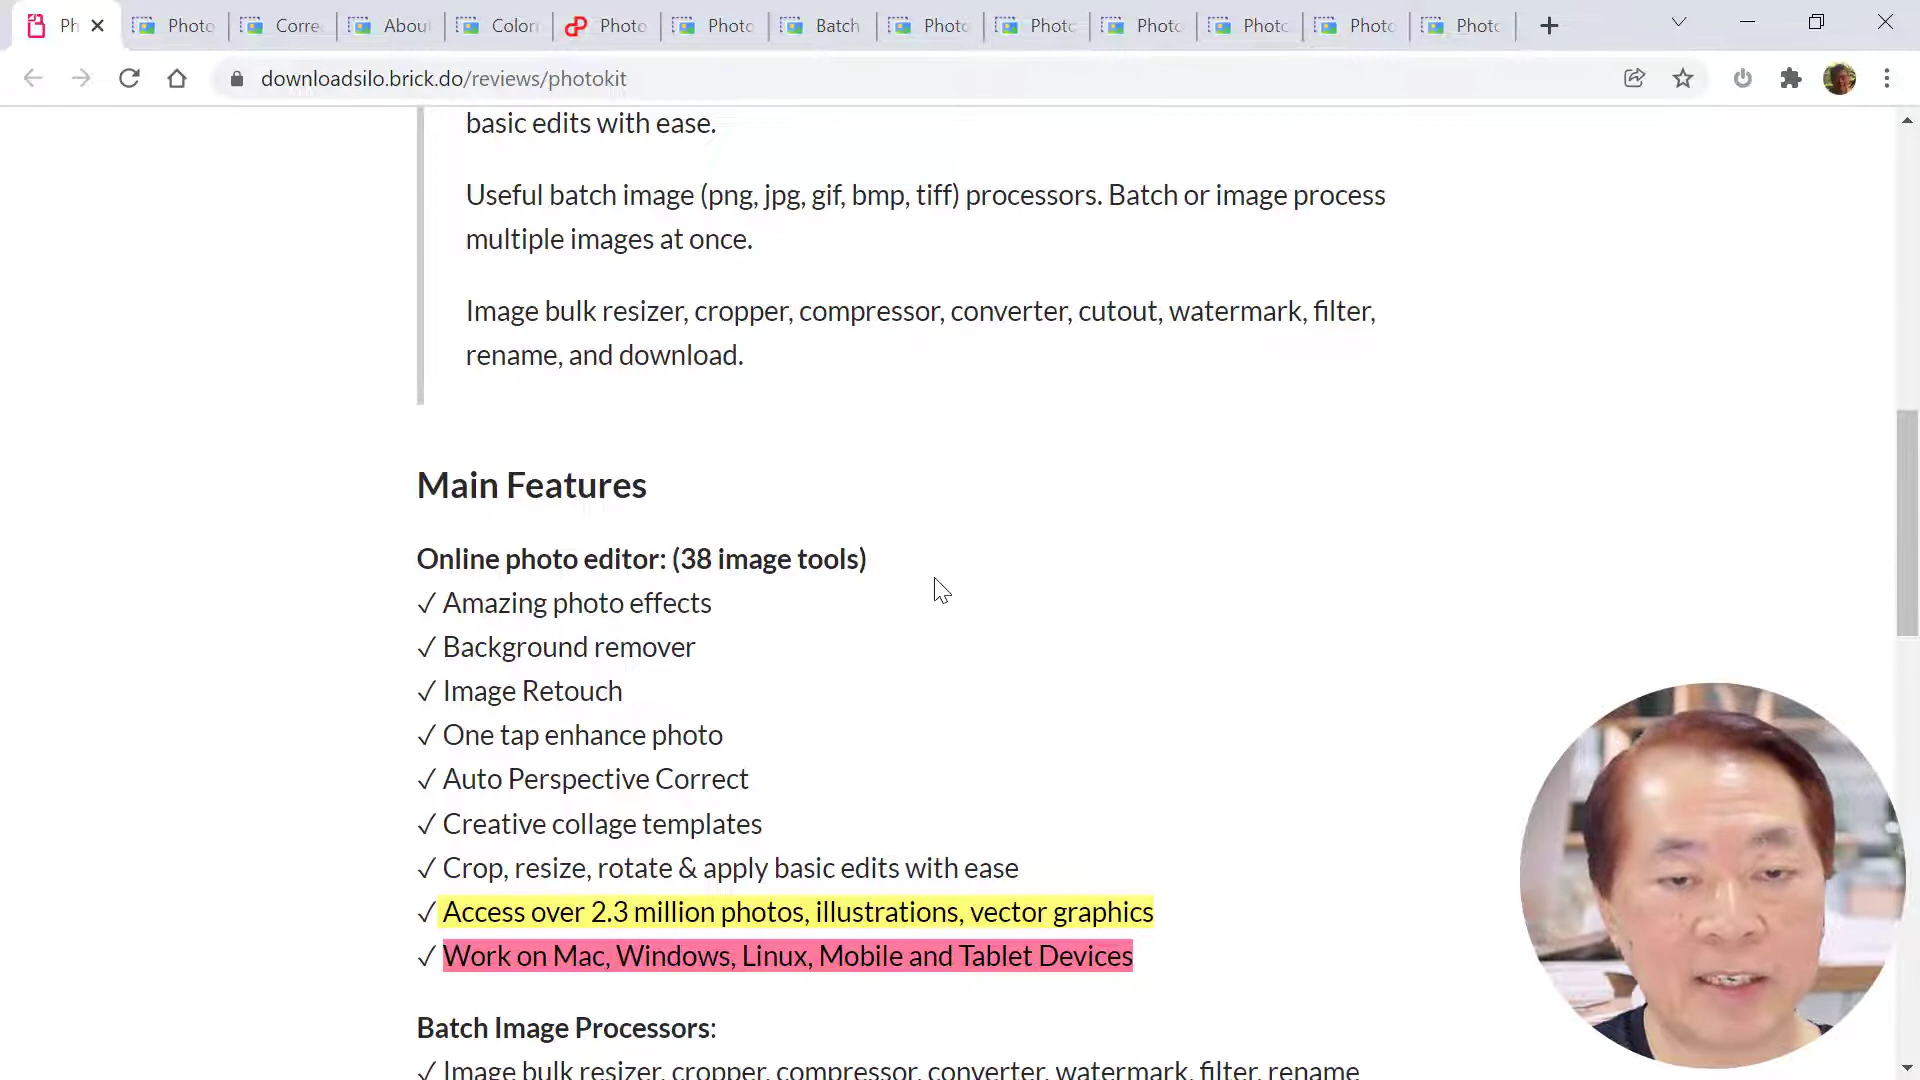 Ph
Photo
Corre
About
Color
Photo
Photo
Batch
Photo
Photo
Photo
Photo
Photo
Photo
downloadsilo.brick.do/reviews/photokit
basic edits with ease.
Useful batch image (png, jpg, gif, bmp, tiff) processors. Batch or image process
multiple images at once.
Image bulk resizer, cropper, compressor, converter, cutout, watermark, filter,
rename, and download.
Main Features
Online photo editor: (38 image tools)
✓ Amazing photo effects
✓ Background remover
✓ Image Retouch
✓ One tap enhance photo
✓ Auto Perspective Correct
✓ Creative collage templates
✓ Crop, resize, rotate & apply basic edits with ease
✓ Access over 2.3 million photos, illustrations, vector graphics
✓ Work on Mac, Windows, Linux, Mobile and Tablet Devices
Batch Image Processors:
✓ Image bulk resizer, cropper, compressor, converter, watermark, filter, rename